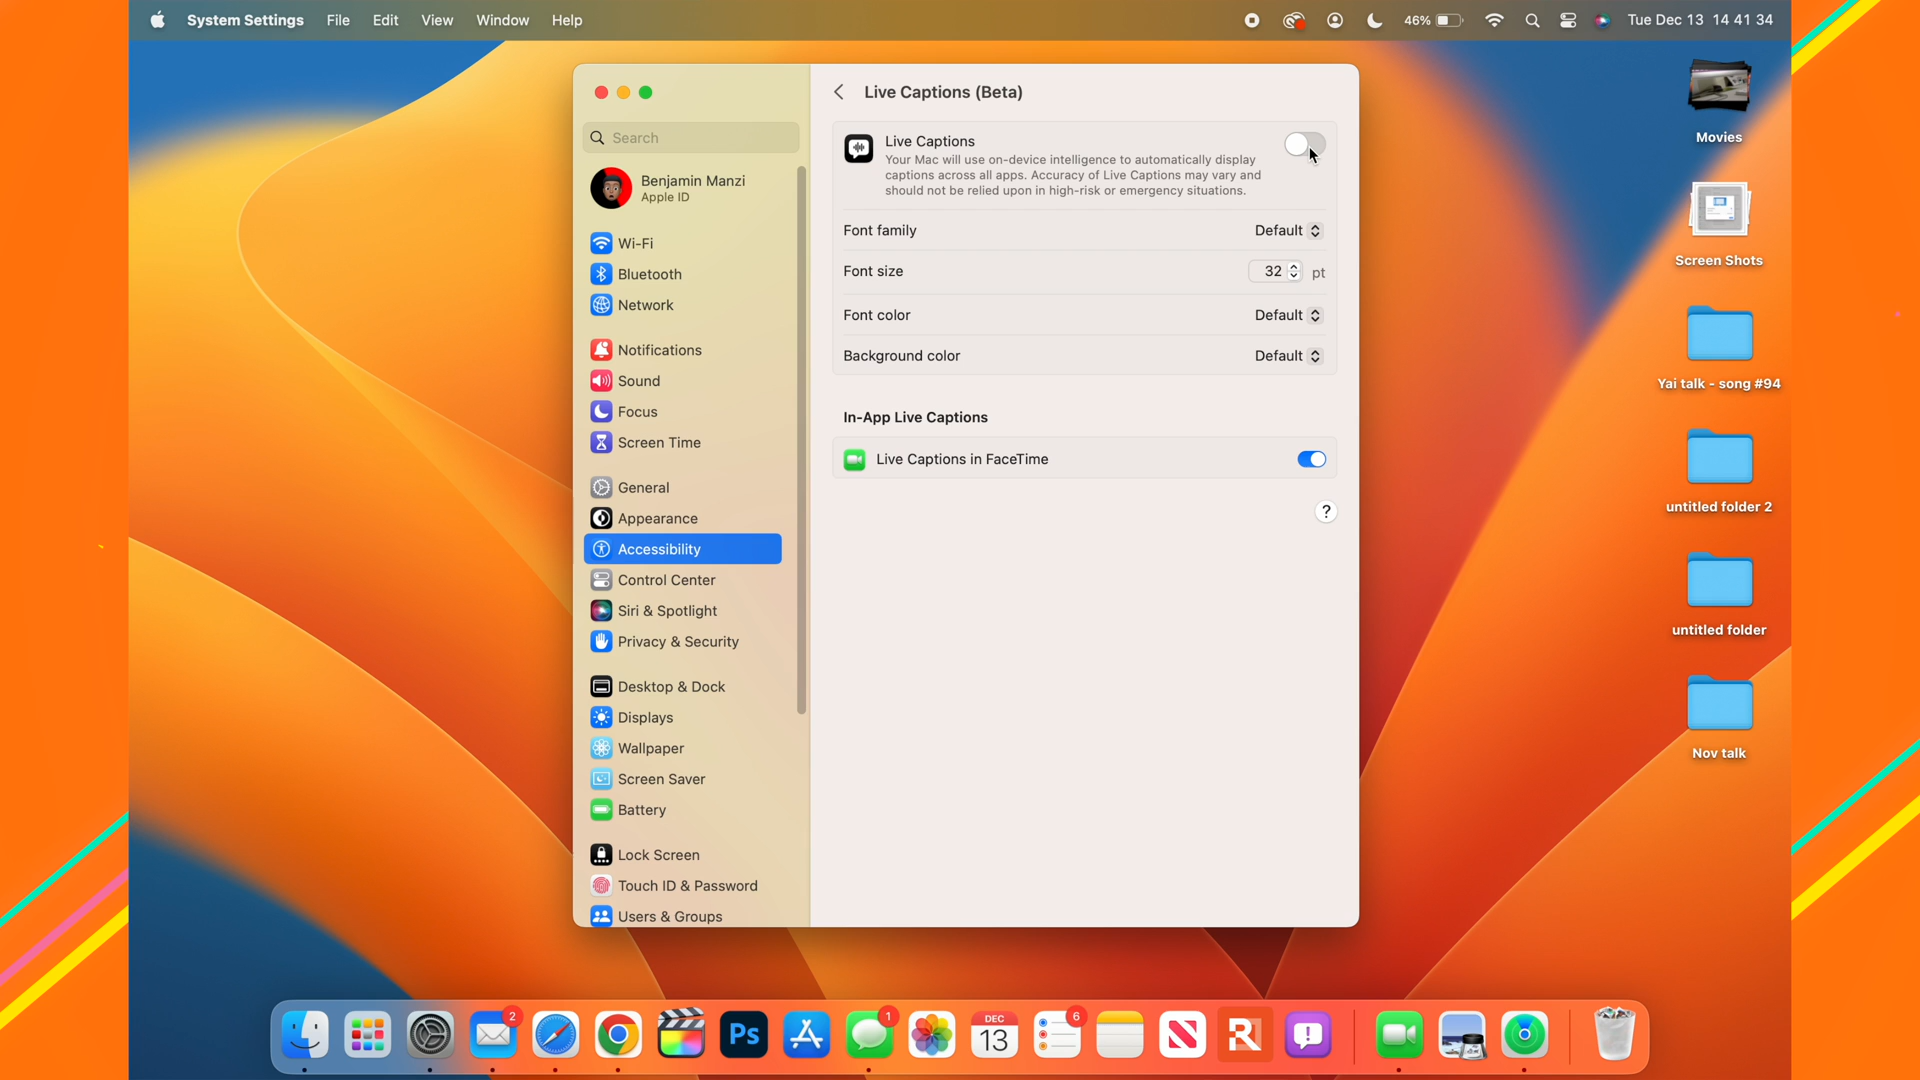 System Settings File Edit View Window Help 46% Tue Dec 13 14 41 34
Live Captions (Beta)
Search
Benjamin Manzi
Apple ID
Wi-Fi
Bluetooth
Network
Notifications
Sound
Focus
Screen Time
General
Appearance
Accessibility
Control Center
Siri & Spotlight
Privacy & Security
Desktop & Dock
Displays
Wallpaper
Screen Saver
Battery
Lock Screen
Touch ID & Password
Users & Groups
Live Captions
Your Mac will use on-device intelligence to automatically display
captions across all apps. Accuracy of Live Captions may vary and
should not be relied upon in high-risk or emergency situations.
Font family Default
Font size 32 pt
Font color Default
Background color Default
In-App Live Captions
Live Captions in FaceTime
?
Movies
Screen Shots
Yai talk - song #94
untitled folder 2
untitled folder
Nov talk
2
Ps
1
DEC
13
6